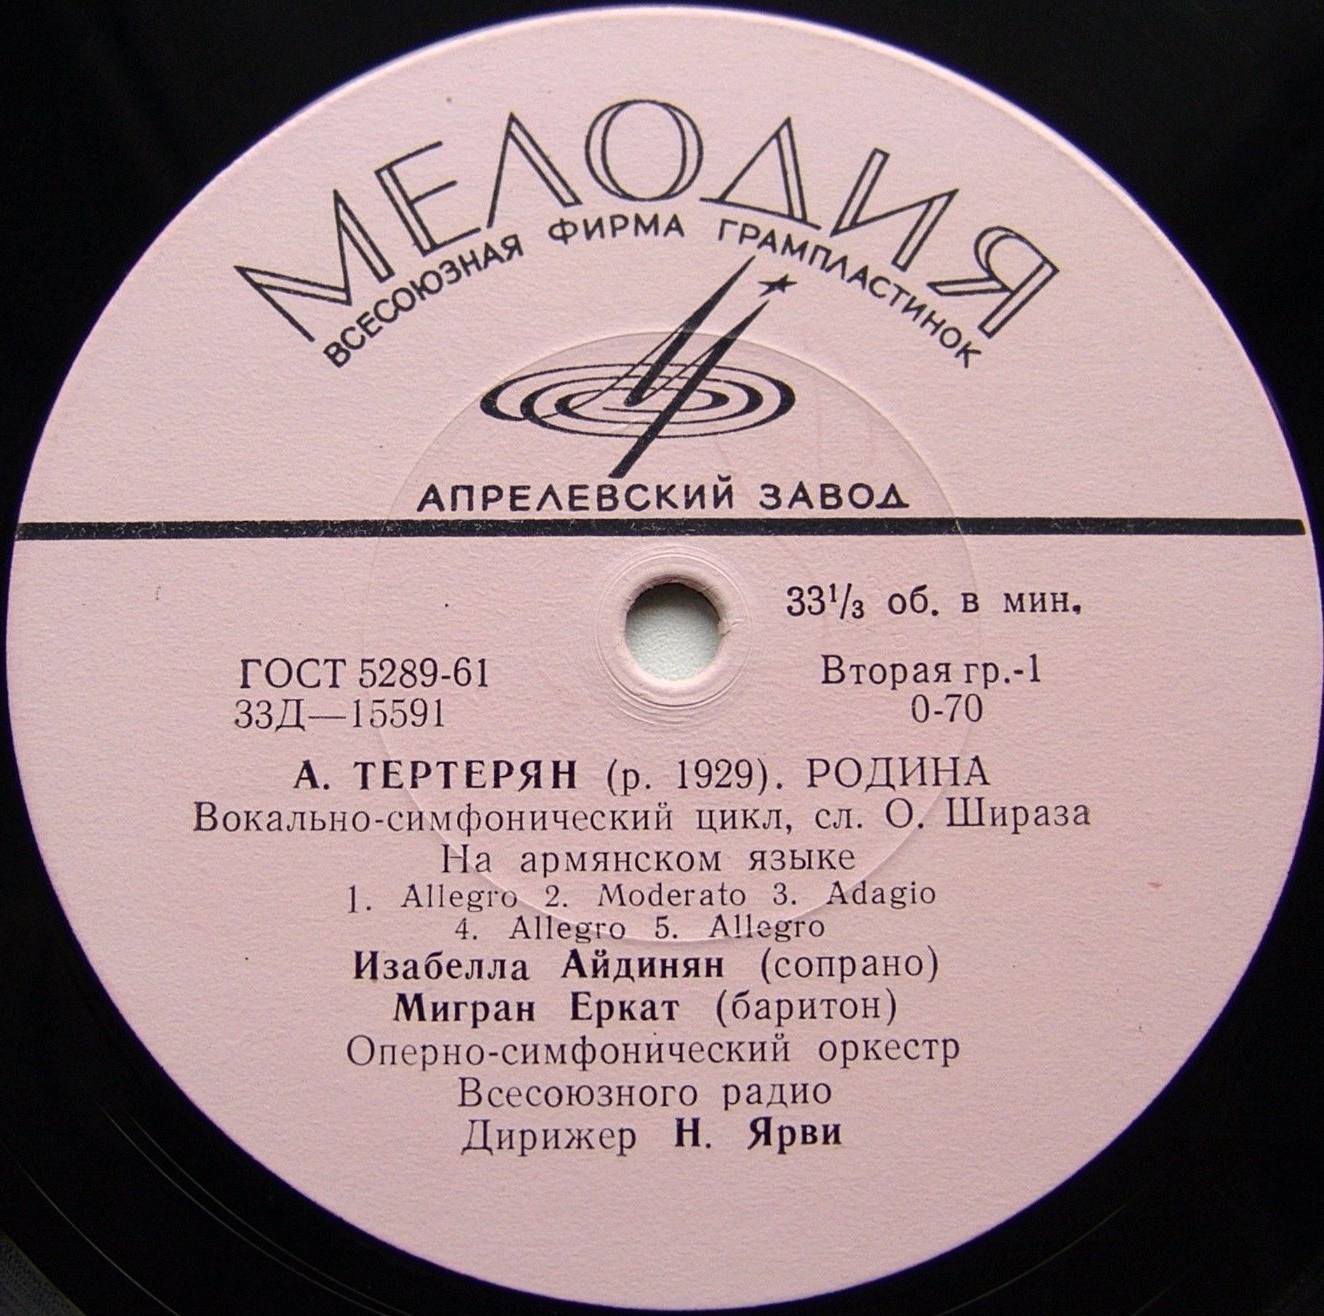 МЕЛОДИЯ
ВСЕСОЮЗНАЯ ФИРМА ГРАМПЛАСТИНОК
АПРЕЛЕВСКИЙ ЗАВОД
33¹/₃ об. в мин.
ГОСТ 5289-61
Вторая гр.-1
33Д—15591
0-70
А. ТЕРТЕРЯН (р. 1929). РОДИНА
Вокально-симфонический цикл, сл. О. Шираза
На армянском языке
1. Allegro 2. Moderato 3. Adagio
4. Allegro 5. Allegro
Изабелла Айдинян (сопрано)
Мигран Еркат (баритон)
Оперно-симфонический оркестр
Всесоюзного радио
Дирижер Н. Ярви